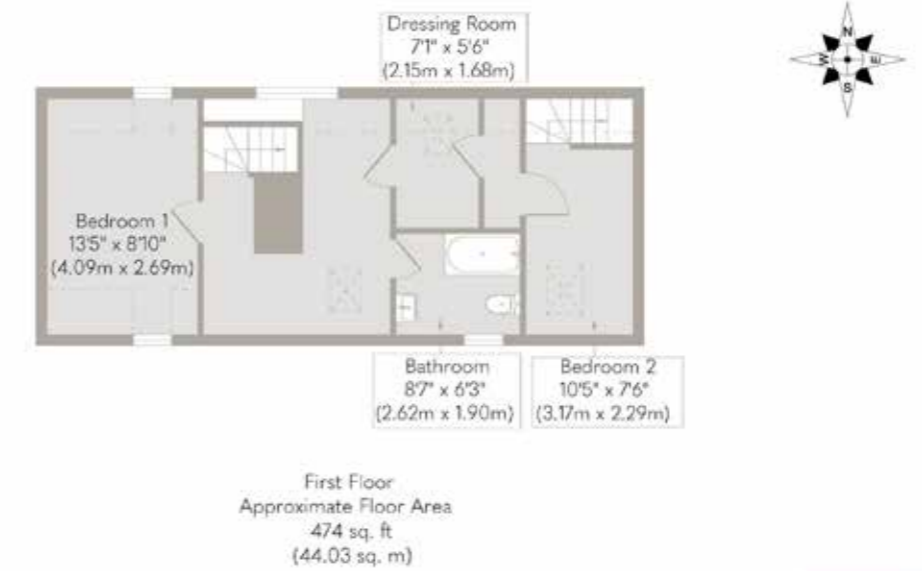 Dressing Room
7'1" x 5'6"
(2.15m x 1.68m)
N
W
E
S
Bedroom 1
13'5" x 8'10"
(4.09m x 2.69m)
Bathroom
8'7" x 6'3"
(2.62m x 1.90m)
Bedroom 2
10'5" x 7'6"
(3.17m x 2.29m)
First Floor
Approximate Floor Area
474 sq. ft
(44.03 sq. m)